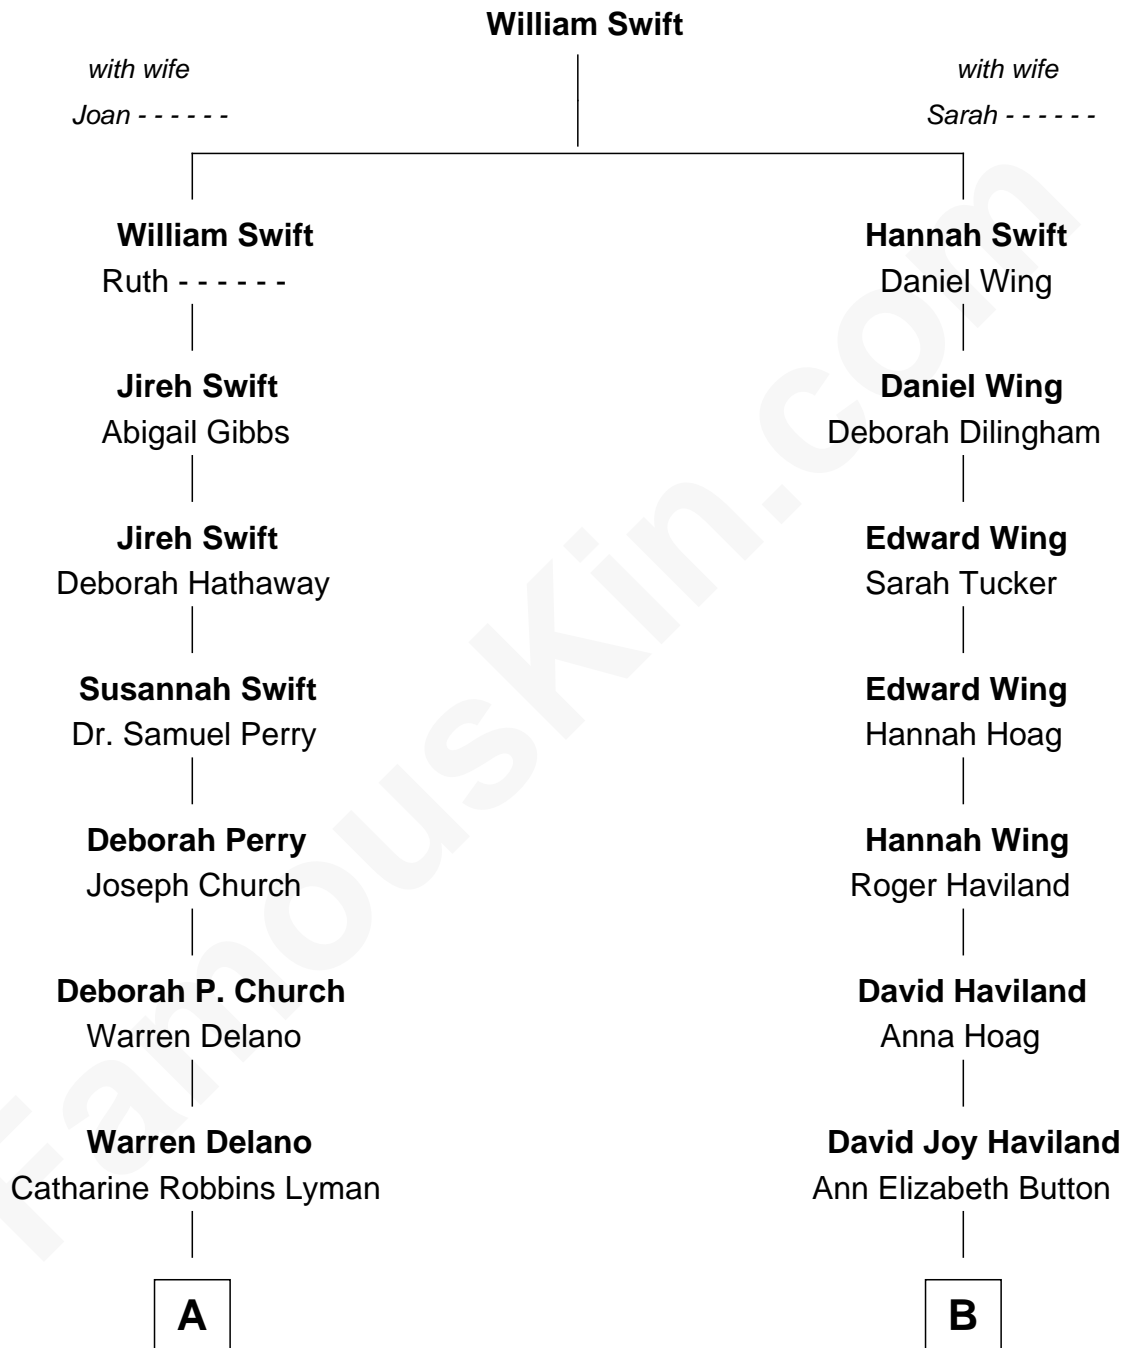 William Swift
with wife
Joan - - - - - -
with wife
Sarah - - - - - -
William Swift
Ruth - - - - - -
Hannah Swift
Daniel Wing
Jireh Swift
Abigail Gibbs
Daniel Wing
Deborah Dilingham
Jireh Swift
Deborah Hathaway
Edward Wing
Sarah Tucker
Susannah Swift
Dr. Samuel Perry
Edward Wing
Hannah Hoag
Deborah Perry
Joseph Church
Hannah Wing
Roger Haviland
Deborah P. Church
Warren Delano
David Haviland
Anna Hoag
Warren Delano
Catharine Robbins Lyman
David Joy Haviland
Ann Elizabeth Button
A
B
FamousKin.com